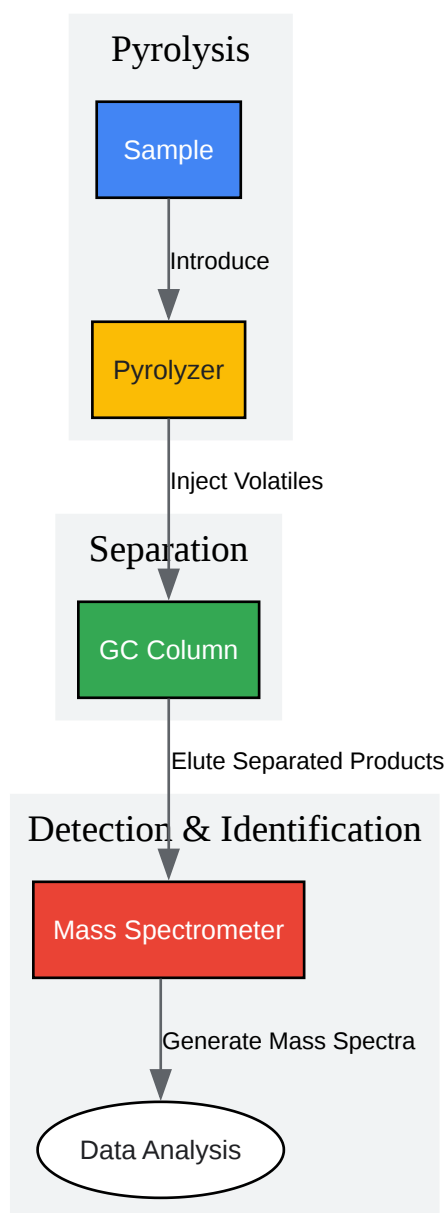 Pyrolysis
Sample
Introduce
Pyrolyzer
Inject Volatiles
Separation
GC Column
Elute Separated Products
Detection & Identification
Mass Spectrometer
Generate Mass Spectra
Data Analysis